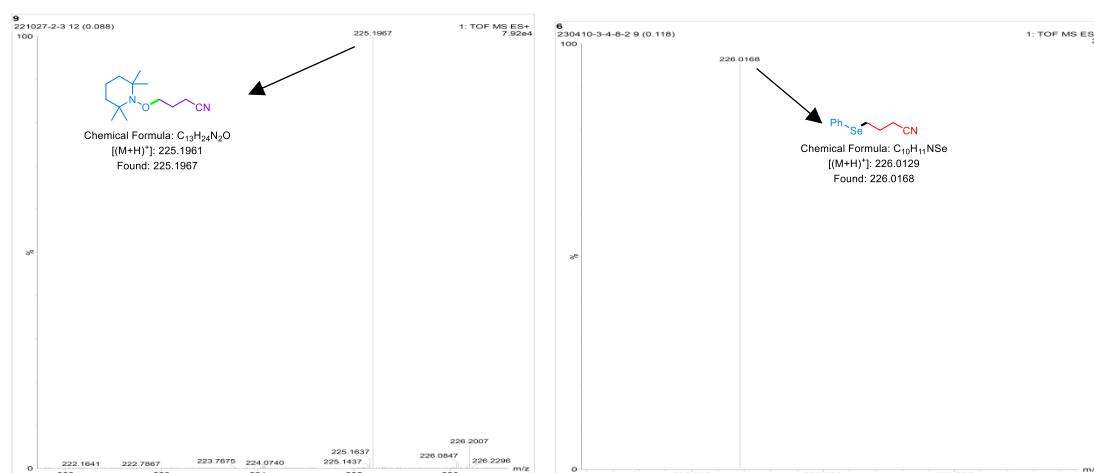 9
221027-2-3 12 (0.088)
1: TOF MS ES+
7.92e4
100
225.1967
N
O
CN
Chemical Formula: C₁₃H₂₄N₂O
[(M+H)⁺]: 225.1961
Found: 225.1967
%
0
222.1641
222.7867
223.7675
224.0740
225.1637
225.1437
226.2007
226.0847
226.2296
m/z
6
230410-3-4-8-2 9 (0.118)
1: TOF MS ES
100
226.0168
Ph
Se
CN
Chemical Formula: C₁₀H₁₁NSe
[(M+H)⁺]: 226.0129
Found: 226.0168
%
0
m/z